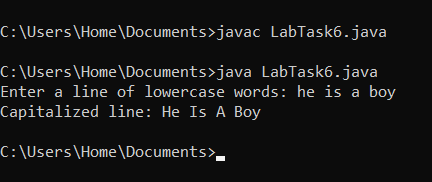 C:\Users\Home\Documents>javac LabTask6.java
C:\Users\Home\Documents>java LabTask6.java
Enter a line of lowercase words: he is a boy
Capitalized line: He Is A Boy
C:\Users\Home\Documents>